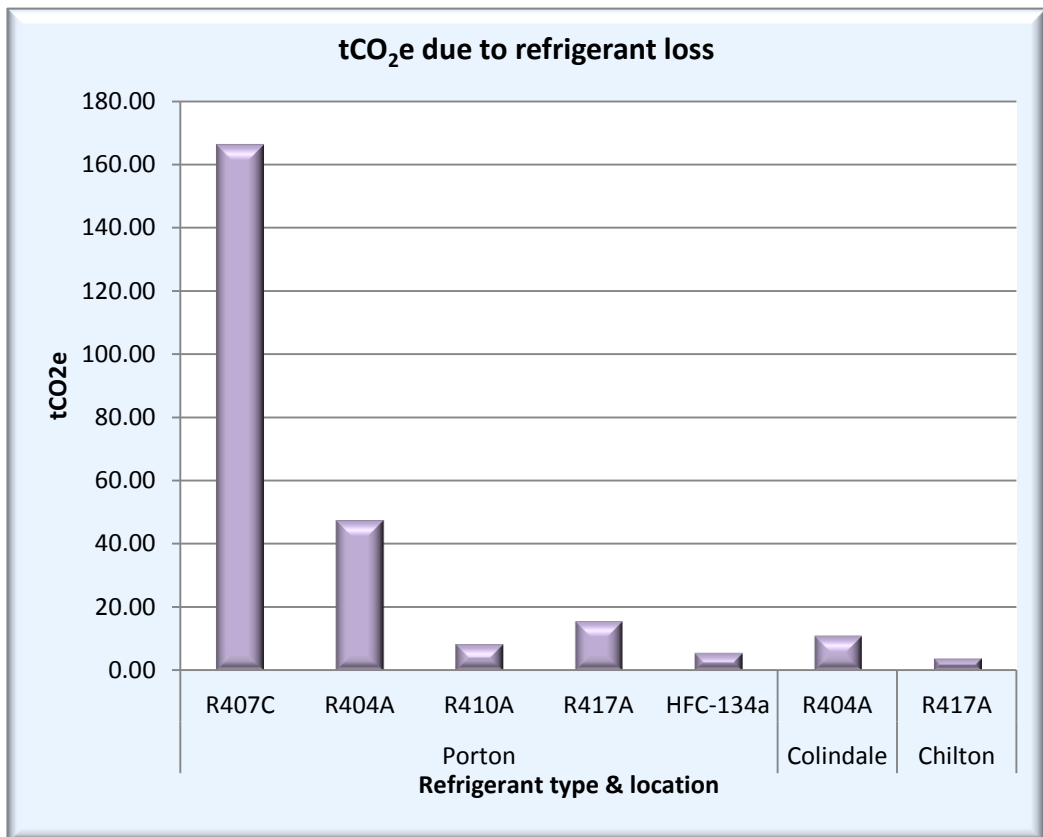 tCO₂e due to refrigerant loss
180.00
160.00
140.00
120.00
100.00
80.00
60.00
40.00
20.00
0.00
tCO2e
R407C R404A R410A R417A HFC-134a R404A R417A
Porton Colindale Chilton
Refrigerant type & location